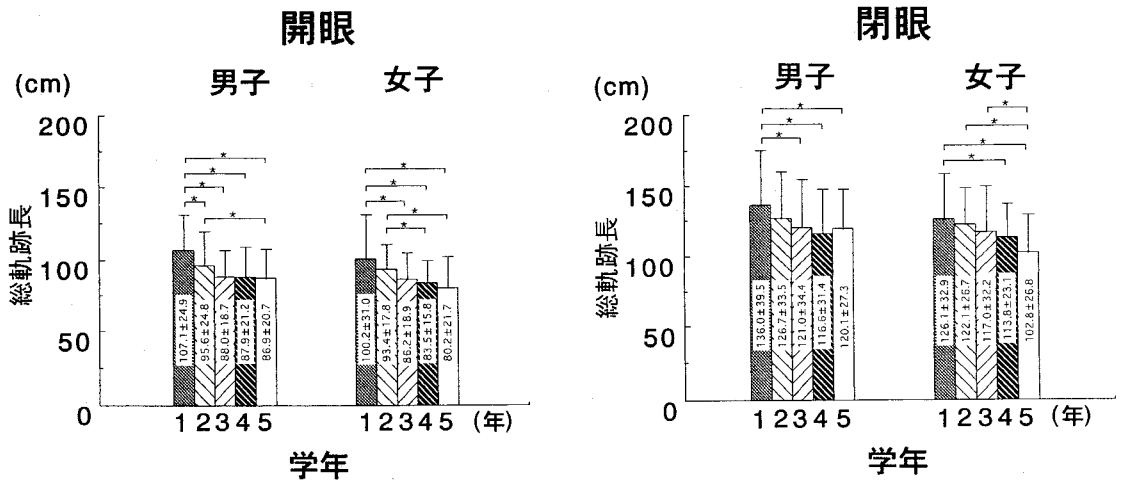 開眼
(cm)
男子
女子
200
150
100
50
0
総軌跡長
* * * * *
* * * * *
107.1±24.9
95.6±24.8
88.0±18.7
87.9±21.2
86.9±20.7
100.2±31.0
93.4±17.8
86.2±18.9
83.5±15.8
80.2±21.7
1 2 3 4 5 (年)
1 2 3 4 5 (年)
学年
閉眼
(cm)
男子
女子
200
150
100
50
0
総軌跡長
* * *
* * * *
136.0±39.5
126.7±33.5
121.0±34.4
116.6±31.4
120.1±27.3
126.1±32.9
122.1±26.7
117.0±32.2
113.8±23.1
102.8±26.8
1 2 3 4 5
1 2 3 4 5 (年)
学年